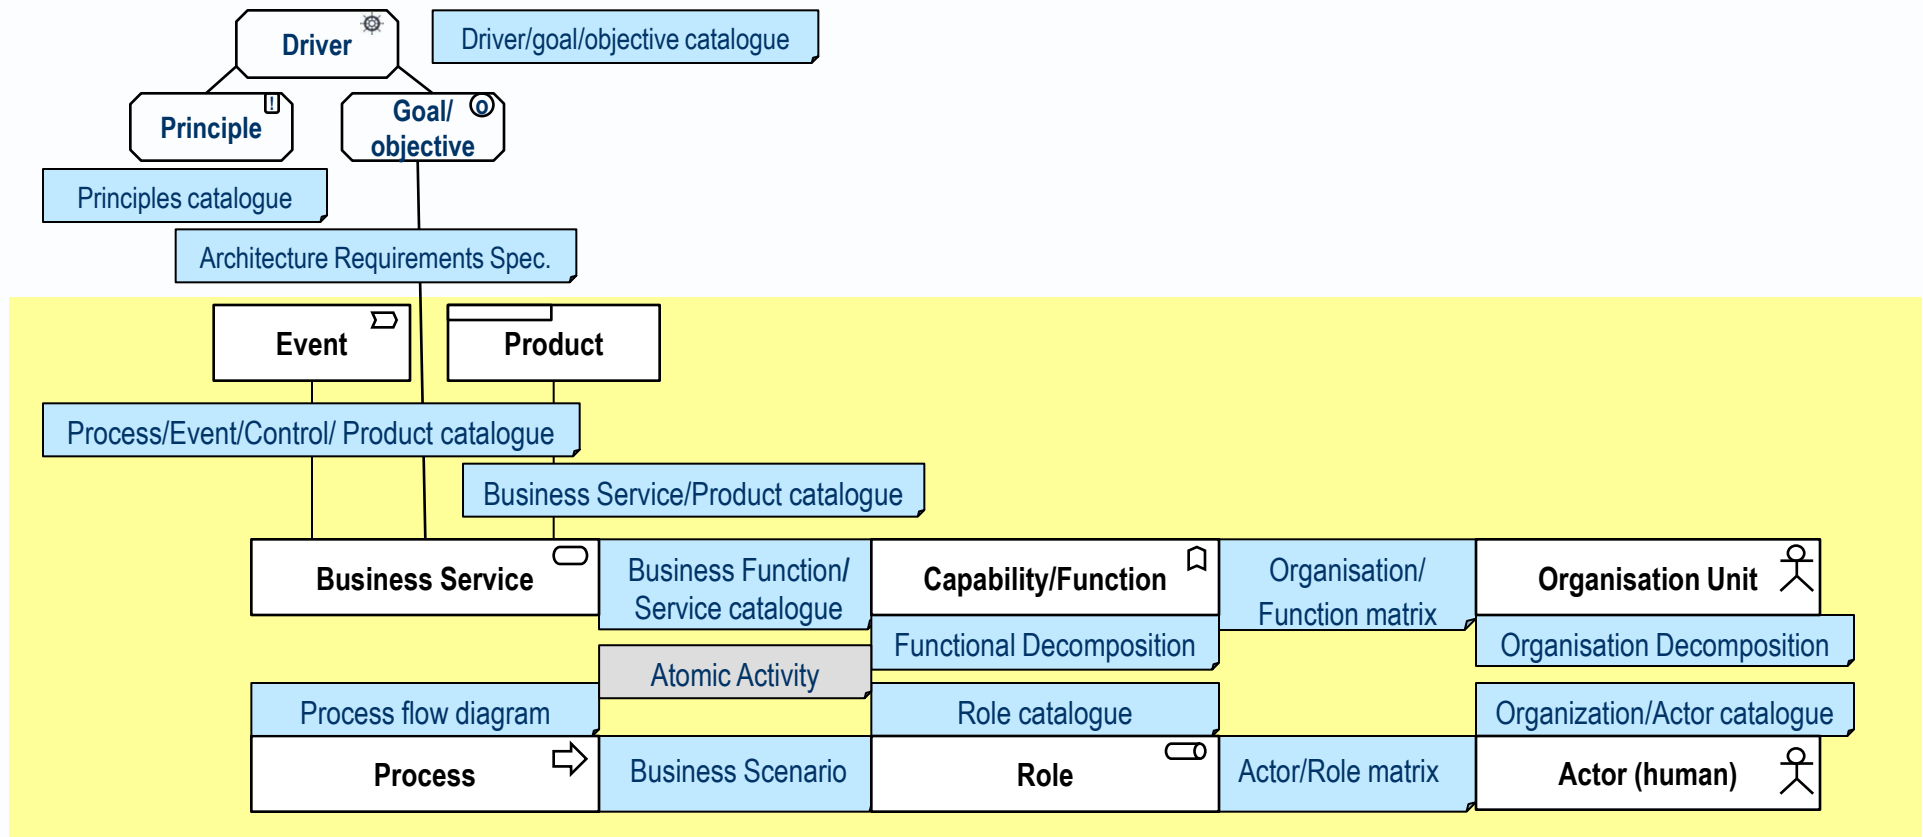 Driver
Driver/goal/objective catalogue
Principle
!
Goal/
objective
O
Principles catalogue
Architecture Requirements Spec.
Event
Product
Process/Event/Control/ Product catalogue
Business Service/Product catalogue
Business Service
Business Function/
Service catalogue
Capability/Function
Organisation/
Function matrix
Organisation Unit
Functional Decomposition
Organisation Decomposition
Atomic Activity
Process flow diagram
Role catalogue
Organization/Actor catalogue
Process
Business Scenario
Role
Actor/Role matrix
Actor (human)